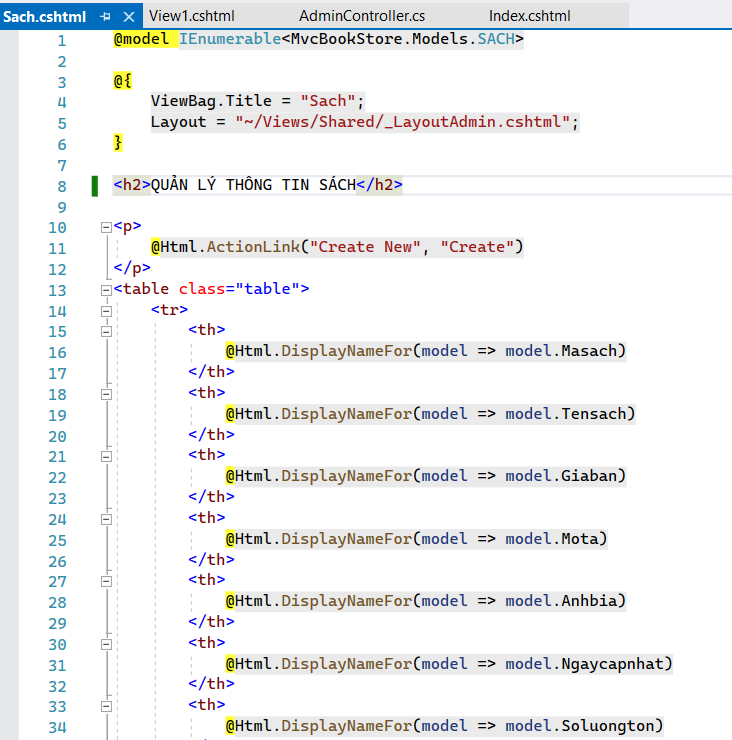 Sach.cshtml View1.cshtml AdminController.cs Index.cshtml
1 @model IEnumerable<MvcBookStore.Models.SACH>
2
3 @{
4 ViewBag.Title = "Sach";
5 Layout = "~/Views/Shared/_LayoutAdmin.cshtml";
6 }
7
8 <h2>QUẢN LÝ THÔNG TIN SÁCH</h2>
9
10 <p>
11 @Html.ActionLink("Create New", "Create")
12 </p>
13 <table class="table">
14 <tr>
15 <th>
16 @Html.DisplayNameFor(model => model.Masach)
17 </th>
18 <th>
19 @Html.DisplayNameFor(model => model.Tensach)
20 </th>
21 <th>
22 @Html.DisplayNameFor(model => model.Giaban)
23 </th>
24 <th>
25 @Html.DisplayNameFor(model => model.Mota)
26 </th>
27 <th>
28 @Html.DisplayNameFor(model => model.Anhbia)
29 </th>
30 <th>
31 @Html.DisplayNameFor(model => model.Ngaycapnhat)
32 </th>
33 <th>
34 @Html.DisplayNameFor(model => model.Soluongton)